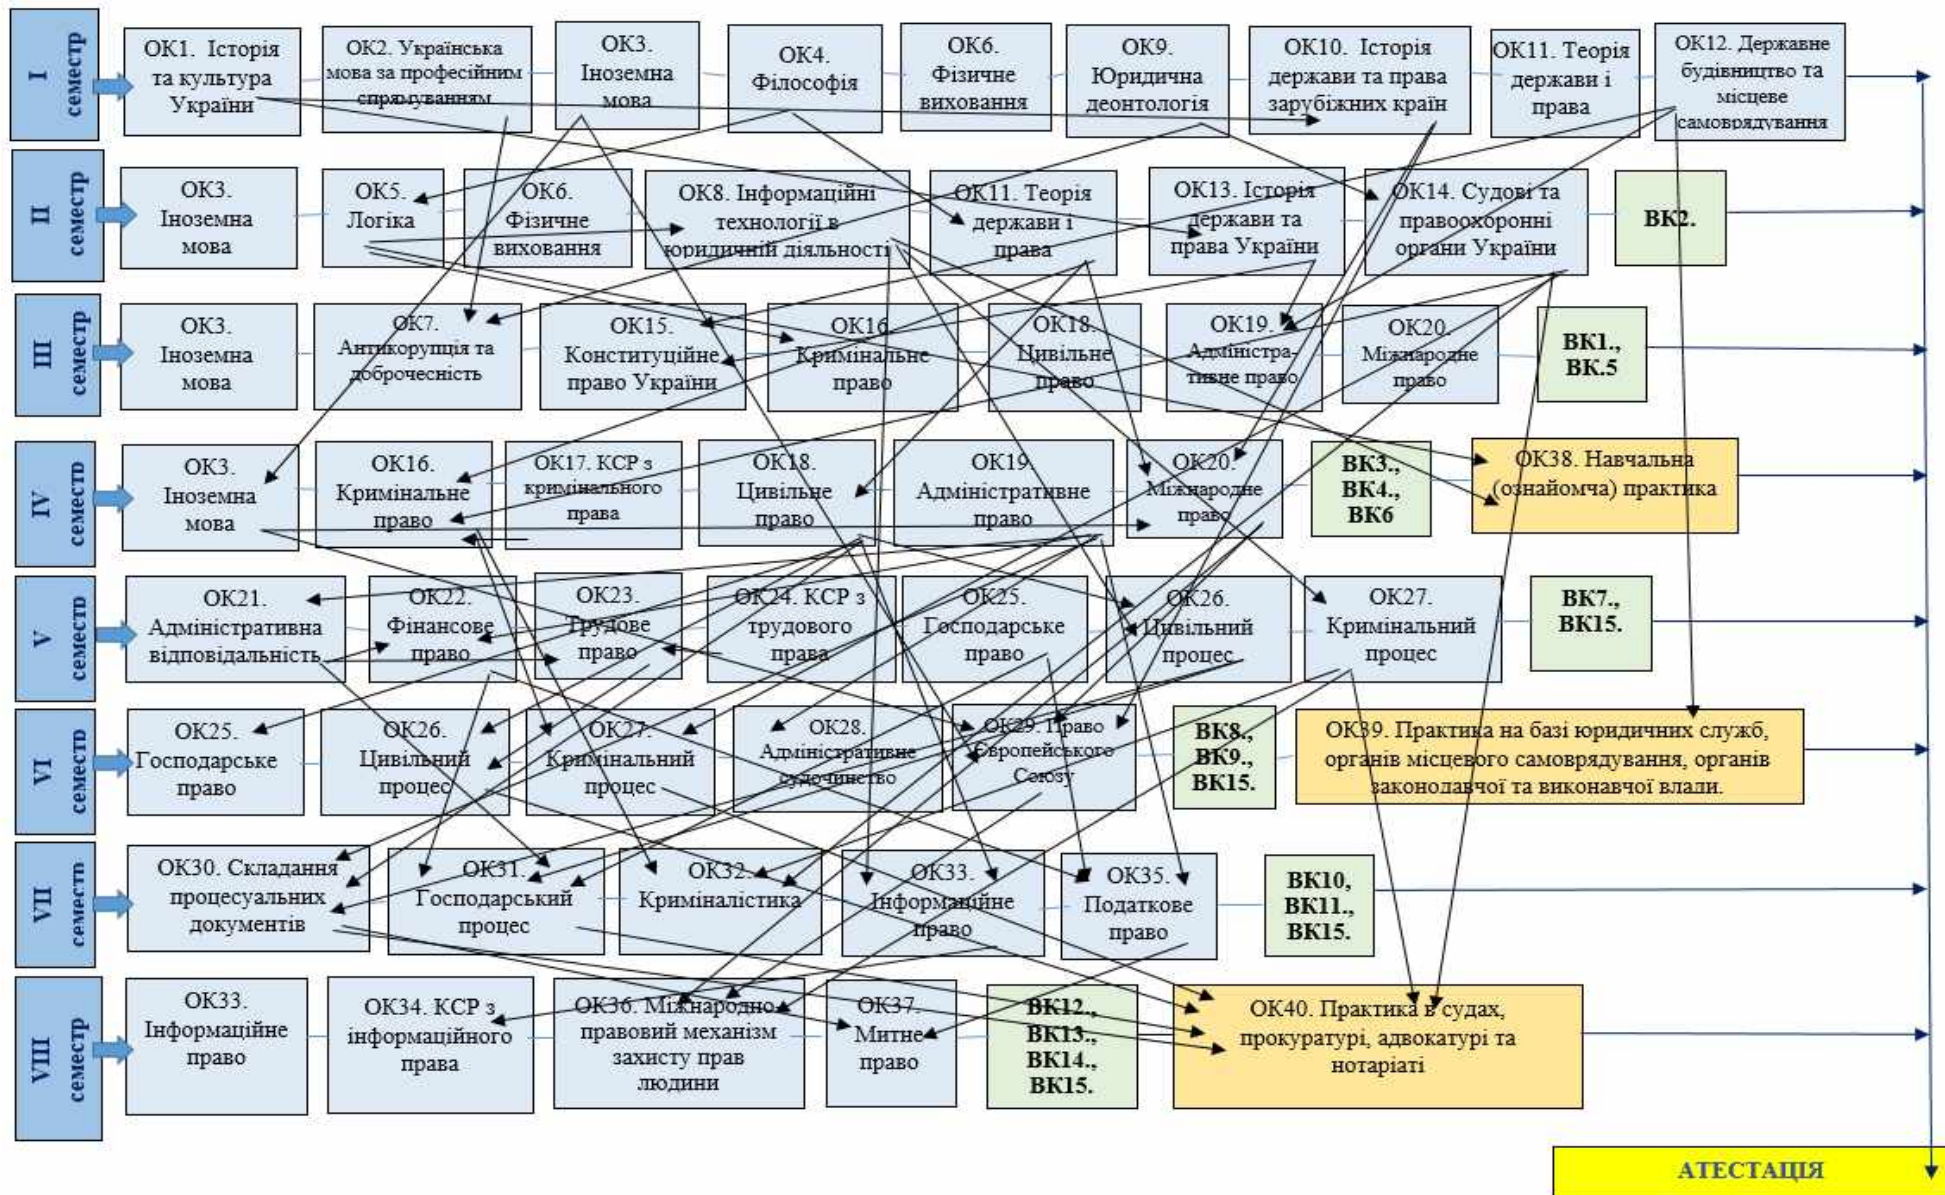 I
семестр
ОК1. Історія
та культура
України
ОК2. Українська
мова за професійним
спрямуванням
ОК3.
Іноземна
мова
ОК4.
Філософія
ОК6.
Фізичне
виховання
ОК9.
Юридична
деонтологія
ОК10. Історія
держави та права
зарубіжних країн
ОК11. Теорія
держави і
права
ОК12. Державне
будівництво та
місцеве
самоврядування
II
семестр
ОК3.
Іноземна
мова
ОК5.
Логіка
ОК6.
Фізичне
виховання
ОК8. Інформаційні
технології в
юридичній діяльності
ОК11. Теорія
держави і
права
ОК13. Історія
держави та
права України
ОК14. Судові та
правоохоронні
органи України
ВК2.
III
семестр
ОК3.
Іноземна
мова
ОК7.
Антикорупція та
доброчесність
ОК15.
Конституційне
право України
ОК16.
Кримінальне
право
ОК18.
Цивільне
право
ОК19.
Адміністра-
тивне право
ОК20.
Міжнародне
право
ВК1.,
ВК.5
IV
семестр
ОК3.
Іноземна
мова
ОК16.
Кримінальне
право
ОК17. КСР з
кримінального
права
ОК18.
Цивільне
право
ОК19.
Адміністративне
право
ОК20.
Міжнародне
право
ВК3.,
ВК4.,
ВК6
ОК38. Навчальна
(ознайомча) практика
V
семестр
ОК21.
Адміністративна
відповідальність
ОК22.
Фінансове
право
ОК23.
Трудове
право
ОК24. КСР з
трудового
права
ОК25.
Господарське
право
ОК26.
Цивільний
процес
ОК27.
Кримінальний
процес
ВК7.,
ВК15.
VI
семестр
ОК25.
Господарське
право
ОК26.
Цивільний
процес
ОК27.
Кримінальний
процес
ОК28.
Адміністративне
судочинство
ОК29. Право
Європейського
Союзу
ВК8.,
ВК9.,
ВК15.
ОК39. Практика на базі юридичних служб,
органів місцевого самоврядування, органів
законодавчої та виконавчої влади.
VII
семестр
ОК30. Складання
процесуальних
документів
ОК31.
Господарський
процес
ОК32.
Криміналістика
ОК33.
Інформаційне
право
ОК35.
Податкове
право
ВК10,
ВК11.,
ВК15.
VIII
семестр
ОК33.
Інформаційне
право
ОК34. КСР з
інформаційного
права
ОК36. Міжнародно-
правовий механізм
захисту прав
людини
ОК37.
Митне
право
ВК12.,
ВК13.,
ВК14.,
ВК15.
ОК40. Практика в судах,
прокуратурі, адвокатурі та
нотаріаті
АТЕСТАЦІЯ